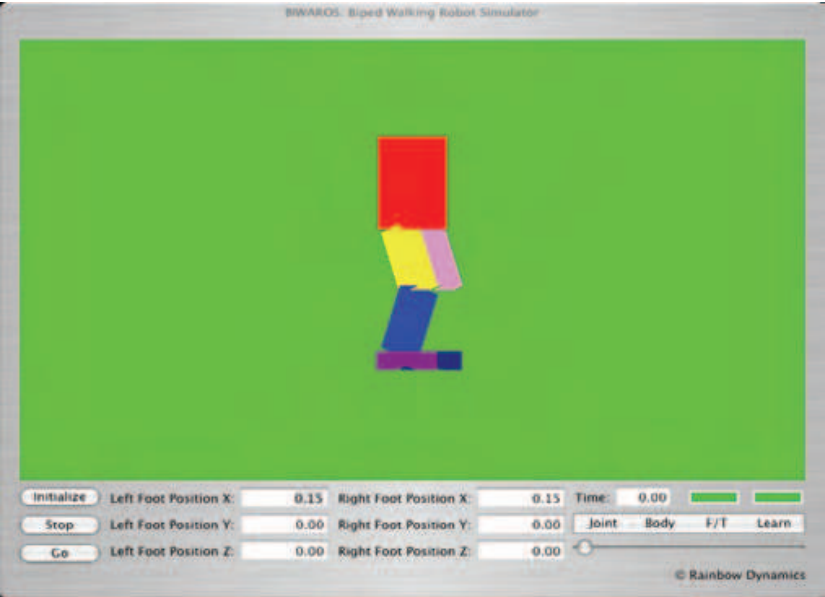 BIWAROS: Biped Walking Robot Simulator
Initialize Left Foot Position X: 0.15 Right Foot Position X: 0.15 Time: 0.00
Stop Left Foot Position Y: 0.00 Right Foot Position Y: 0.00 Joint Body F/T Learn
Go Left Foot Position Z: 0.00 Right Foot Position Z: 0.00
© Rainbow Dynamics